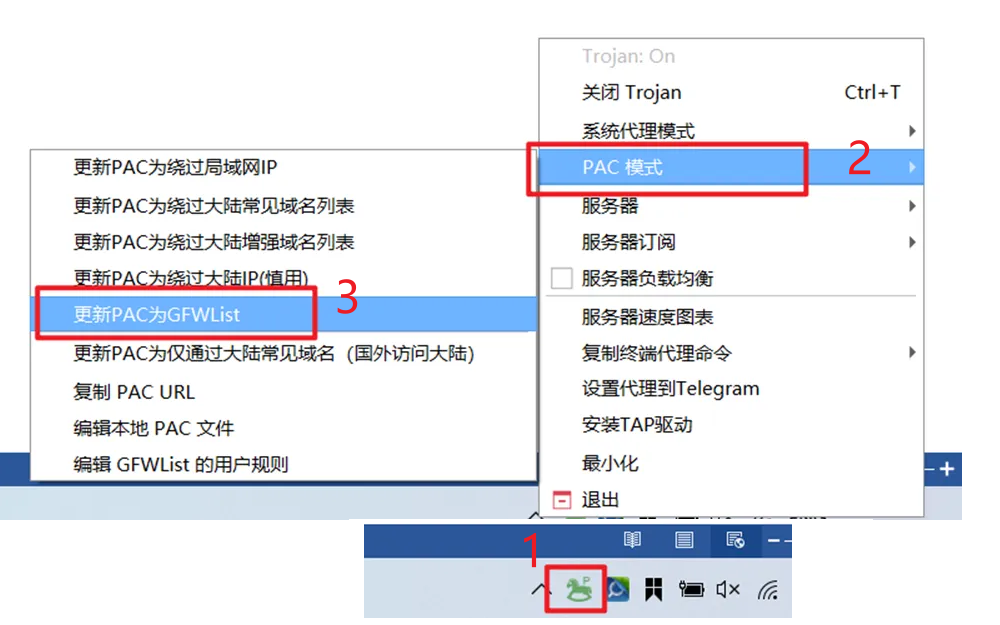 Trojan: On
关闭 Trojan Ctrl+T
系统代理模式
PAC 模式 2
服务器
服务器订阅
服务器负载均衡
服务器速度图表
复制终端代理命令
设置代理到Telegram
安装TAP驱动
最小化
退出
更新PAC为绕过局域网IP
更新PAC为绕过大陆常见域名列表
更新PAC为绕过大陆增强域名列表
更新PAC为绕过大陆IP(慎用)
更新PAC为GFWList 3
更新PAC为仅通过大陆常见域名（国外访问大陆）
复制 PAC URL
编辑本地 PAC 文件
编辑 GFWList 的用户规则
1
P